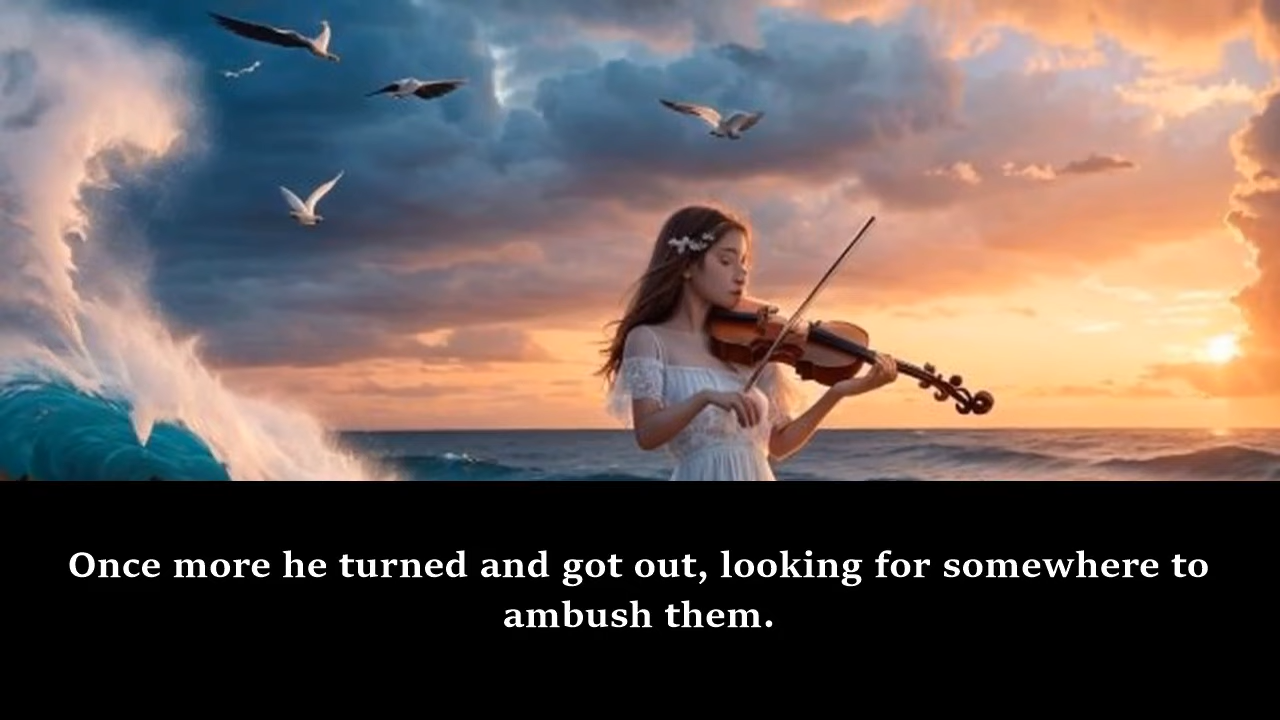 Once more he turned and got out, looking for somewhere to
ambush them.